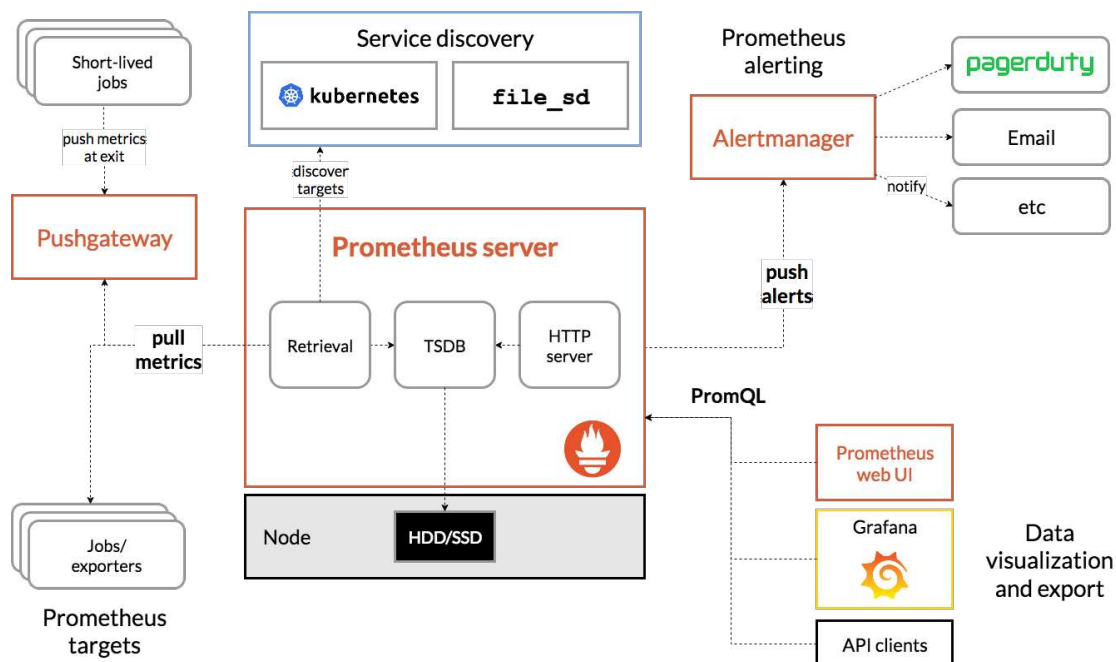 Short-lived
jobs
push metrics
at exit
Pushgateway
Service discovery
kubernetes
file_sd
discover
targets
Prometheus
alerting
Alertmanager
pagerduty
Email
notify
etc
Prometheus server
push
alerts
pull
metrics
Retrieval
TSDB
HTTP
server
PromQL
Node
HDD/SSD
Jobs/
exporters
Prometheus
targets
Prometheus
web UI
Grafana
Data
visualization
and export
API clients